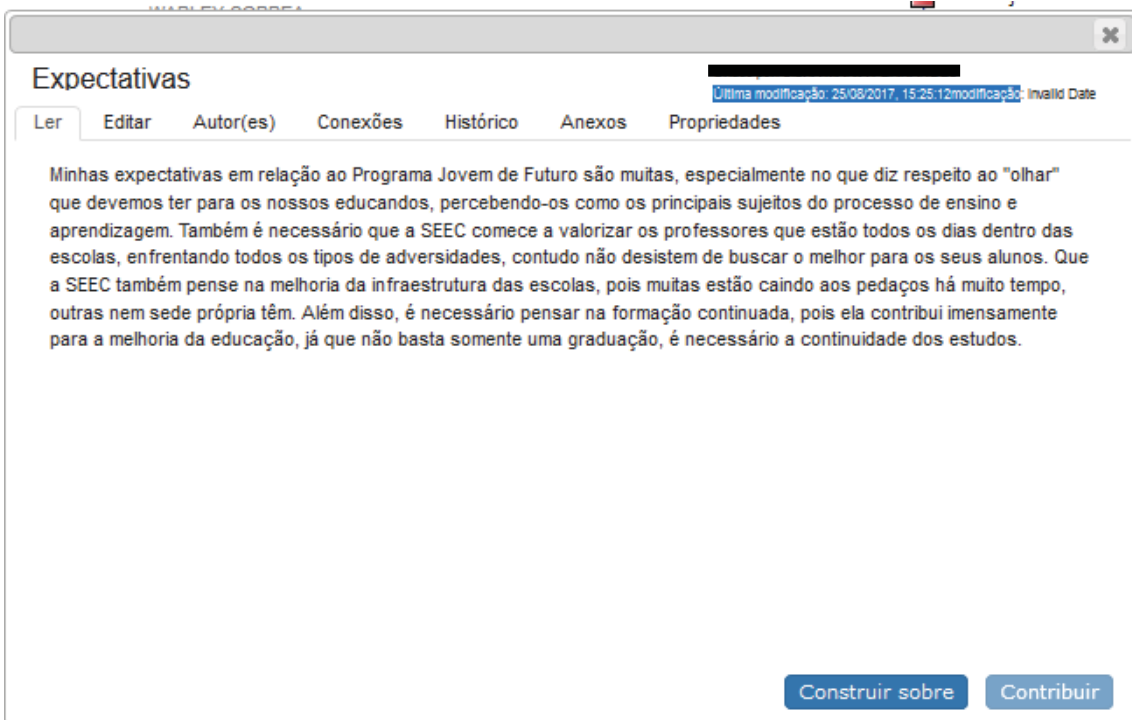 WARLEY CORREA
Expectativas
Última modificação: 25/08/2017, 15:25:12modificação: Invalid Date
Ler Editar Autor(es) Conexões Histórico Anexos Propriedades
Minhas expectativas em relação ao Programa Jovem de Futuro são muitas, especialmente no que diz respeito ao "olhar"
que devemos ter para os nossos educandos, percebendo-os como os principais sujeitos do processo de ensino e
aprendizagem. Também é necessário que a SEEC comece a valorizar os professores que estão todos os dias dentro das
escolas, enfrentando todos os tipos de adversidades, contudo não desistem de buscar o melhor para os seus alunos. Que
a SEEC também pense na melhoria da infraestrutura das escolas, pois muitas estão caindo aos pedaços há muito tempo,
outras nem sede própria têm. Além disso, é necessário pensar na formação continuada, pois ela contribui imensamente
para a melhoria da educação, já que não basta somente uma graduação, é necessário a continuidade dos estudos.
Construir sobre Contribuir